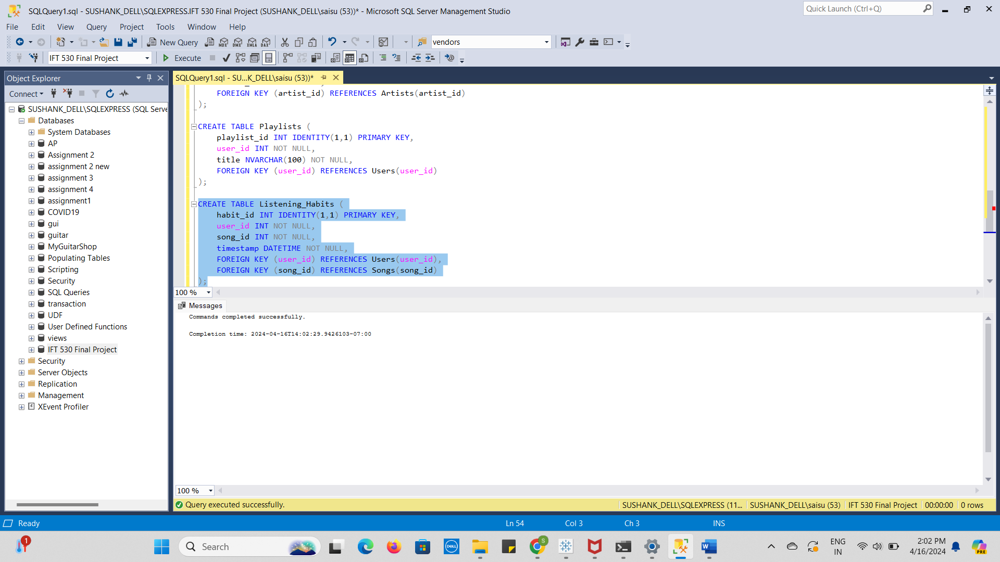 SQLQuery1.sql - SUSHANK_DELL\SQLEXPRESS.IFT 530 Final Project (SUSHANK_DELL\saisu (53))* - Microsoft SQL Server Management Studio
Quick Launch (Ctrl+Q)
File Edit View Query Project Tools Window Help
New Query MDX DMX XMLA DAX vendors
IFT 530 Final Project Execute
Object Explorer
SQLQuery1.sql - SU...K_DELL\saisu (53))*
Connect
SUSHANK_DELL\SQLEXPRESS (SQL Serve
Databases
System Databases
AP
Assignment 2
assignment 2 new
assignment 3
assignment 4
assignment1
COVID19
gui
guitar
MyGuitarShop
Populating Tables
Scripting
Security
SQL Queries
transaction
UDF
User Defined Functions
views
IFT 530 Final Project
Security
Server Objects
Replication
Management
XEvent Profiler
FOREIGN KEY (artist_id) REFERENCES Artists(artist_id)
);
CREATE TABLE Playlists (
playlist_id INT IDENTITY(1,1) PRIMARY KEY,
user_id INT NOT NULL,
title NVARCHAR(100) NOT NULL,
FOREIGN KEY (user_id) REFERENCES Users(user_id)
);
CREATE TABLE Listening_Habits (
habit_id INT IDENTITY(1,1) PRIMARY KEY,
user_id INT NOT NULL,
song_id INT NOT NULL,
timestamp DATETIME NOT NULL,
FOREIGN KEY (user_id) REFERENCES Users(user_id),
FOREIGN KEY (song_id) REFERENCES Songs(song_id)
);
100 %
Messages
Commands completed successfully.
Completion time: 2024-04-16T14:02:29.9426103-07:00
100 %
Query executed successfully. SUSHANK_DELL\SQLEXPRESS (11... SUSHANK_DELL\saisu (53) IFT 530 Final Project 00:00:00 0 rows
Ready Ln 54 Col 3 Ch 3 INS
1
Search
DELL
S
ENG
IN
2:02 PM
4/16/2024
PRE